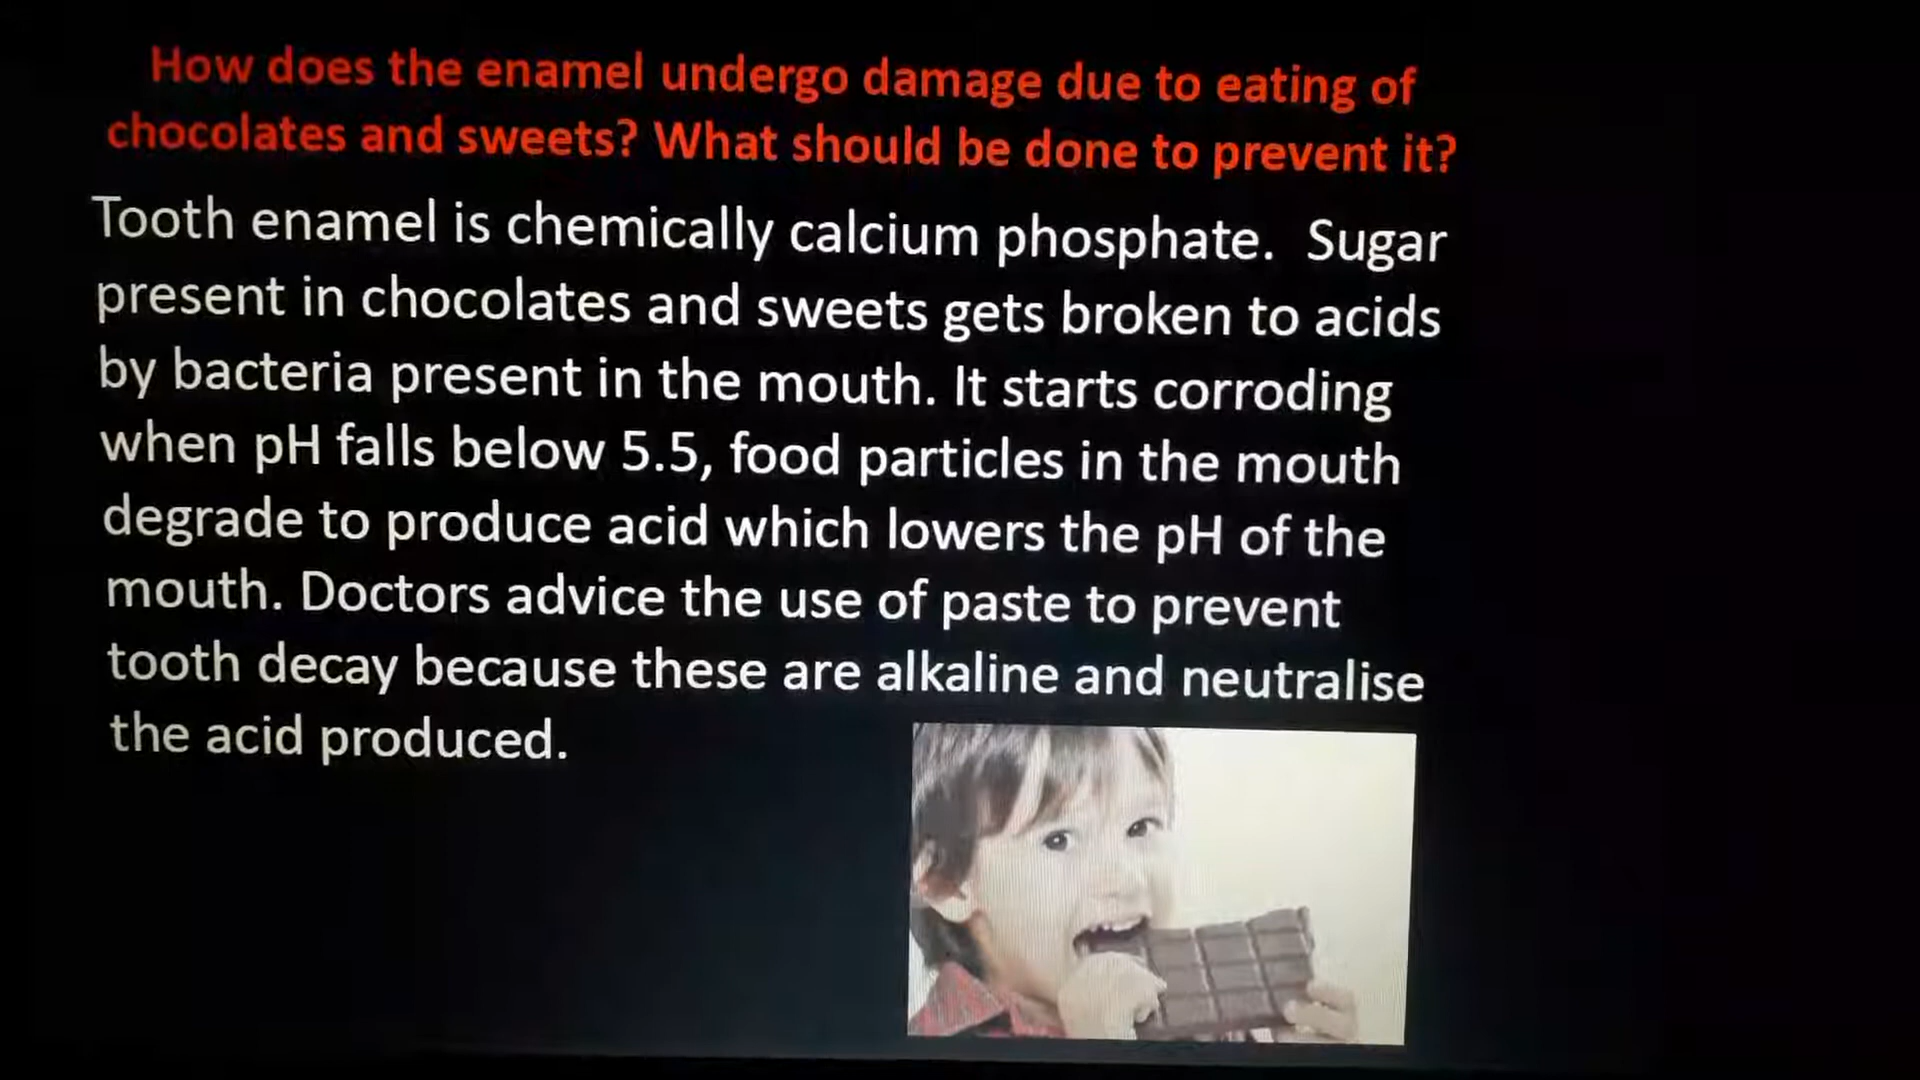 How does the enamel undergo damage due to eating of
chocolates and sweets? What should be done to prevent it?
Tooth enamel is chemically calcium phosphate. Sugar
present in chocolates and sweets gets broken to acids
by bacteria present in the mouth. It starts corroding
when pH falls below 5.5, food particles in the mouth
degrade to produce acid which lowers the pH of the
mouth. Doctors advice the use of paste to prevent
tooth decay because these are alkaline and neutralise
the acid produced.